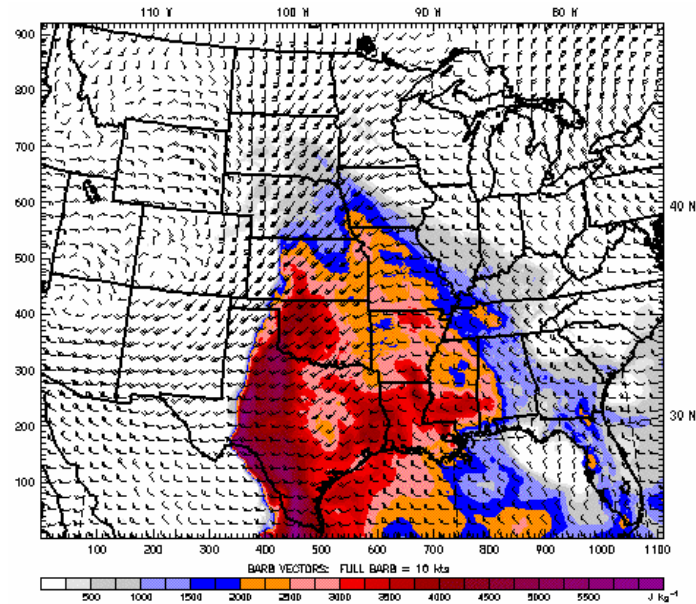 110 W 100 W 90 W 80 W
900
800
700
600
500
400
300
200
100
40 N
30 N
100 200 300 400 500 600 700 800 900 1000 1100
BARB VECTORS: FULL BARB = 10 kts
500 1000 1500 2000 2500 3000 3500 4000 4500 5000 5500 J kg-1